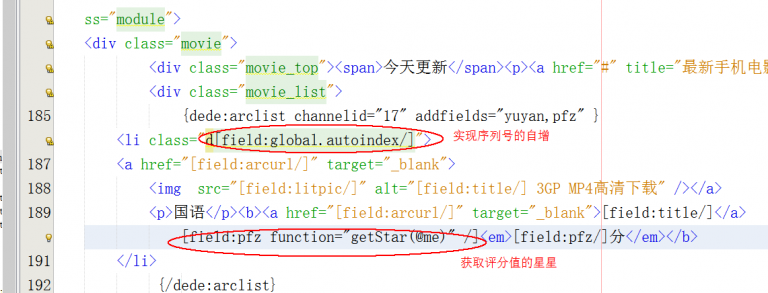 ss="module">
<div class="movie">
<div class="movie_top"><span>今天更新</span><p><a href="#" title="最新手机电影
<div class="movie_list">
185 {dede:arclist channelid="17" addfields="yuyan,pfz" }
<li class="d[field:global.autoindex/]"> 实现序列号的自增
187 <a href="[field:arcurl/]" target="_blank">
188 <img src="[field:litpic/]" alt="[field:title/] 3GP MP4高清下载" /></a>
189 <p>国语</p><b><a href="[field:arcurl/]" target="_blank">[field:title/]</a>
[field:pfz function="getStar(@me)" /]<em>[field:pfz/]分</em></b>
191 </li> 获取评分值的星星
192 {/dede:arclist}